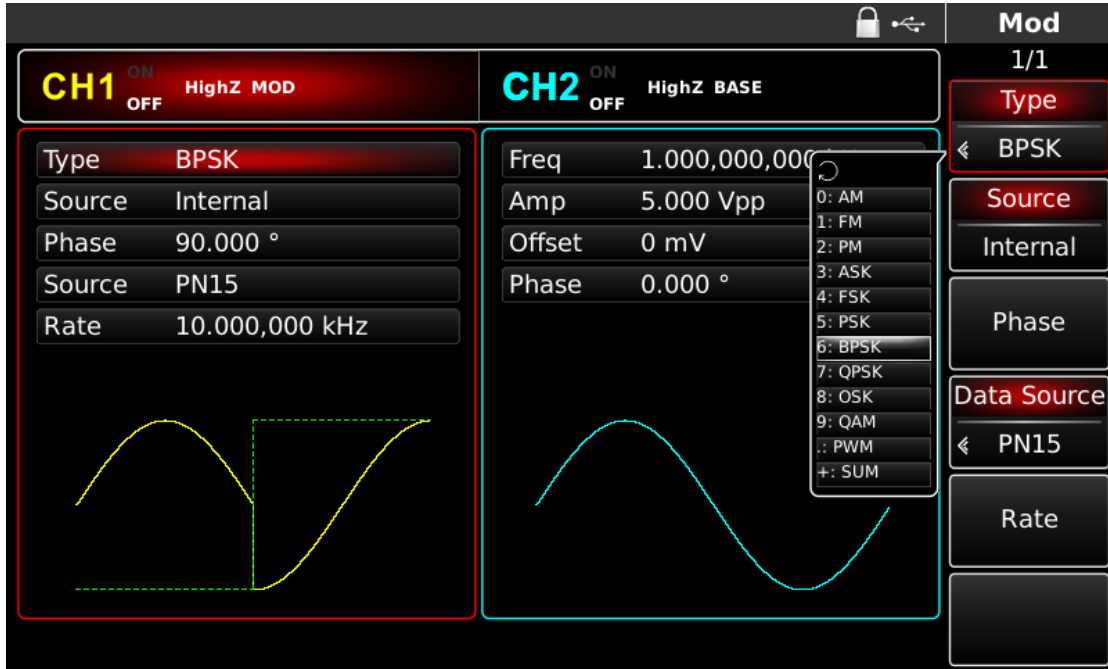 Mod
1/1
CH1 ON OFF HighZ MOD
CH2 ON OFF HighZ BASE
Type BPSK
Source Internal
Phase 90.000 °
Source PN15
Rate 10.000,000 kHz
Freq 1.000,000,000
Amp 5.000 Vpp
Offset 0 mV
Phase 0.000 °
0: AM
1: FM
2: PM
3: ASK
4: FSK
5: PSK
6: BPSK
7: QPSK
8: OSK
9: QAM
.: PWM
+: SUM
Type
BPSK
Source
Internal
Phase
Data Source
PN15
Rate